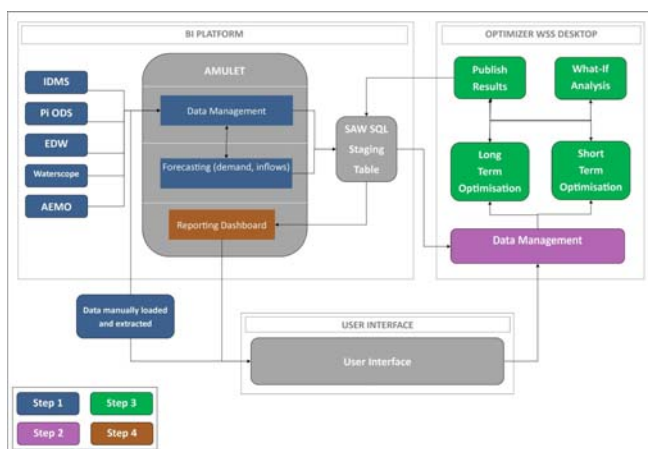 BI PLATFORM
OPTIMIZER WSS DESKTOP
IDMS
Pi ODS
EDW
Waterscope
AEMO
AMULET
Data Management
Forecasting (demand, inflows)
Reporting Dashboard
SAW SQL
Staging
Table
Publish
Results
What-If
Analysis
Long
Term
Optimisation
Short
Term
Optimisation
Data Management
Data manually loaded
and extracted
USER INTERFACE
User Interface
Step 1
Step 3
Step 2
Step 4